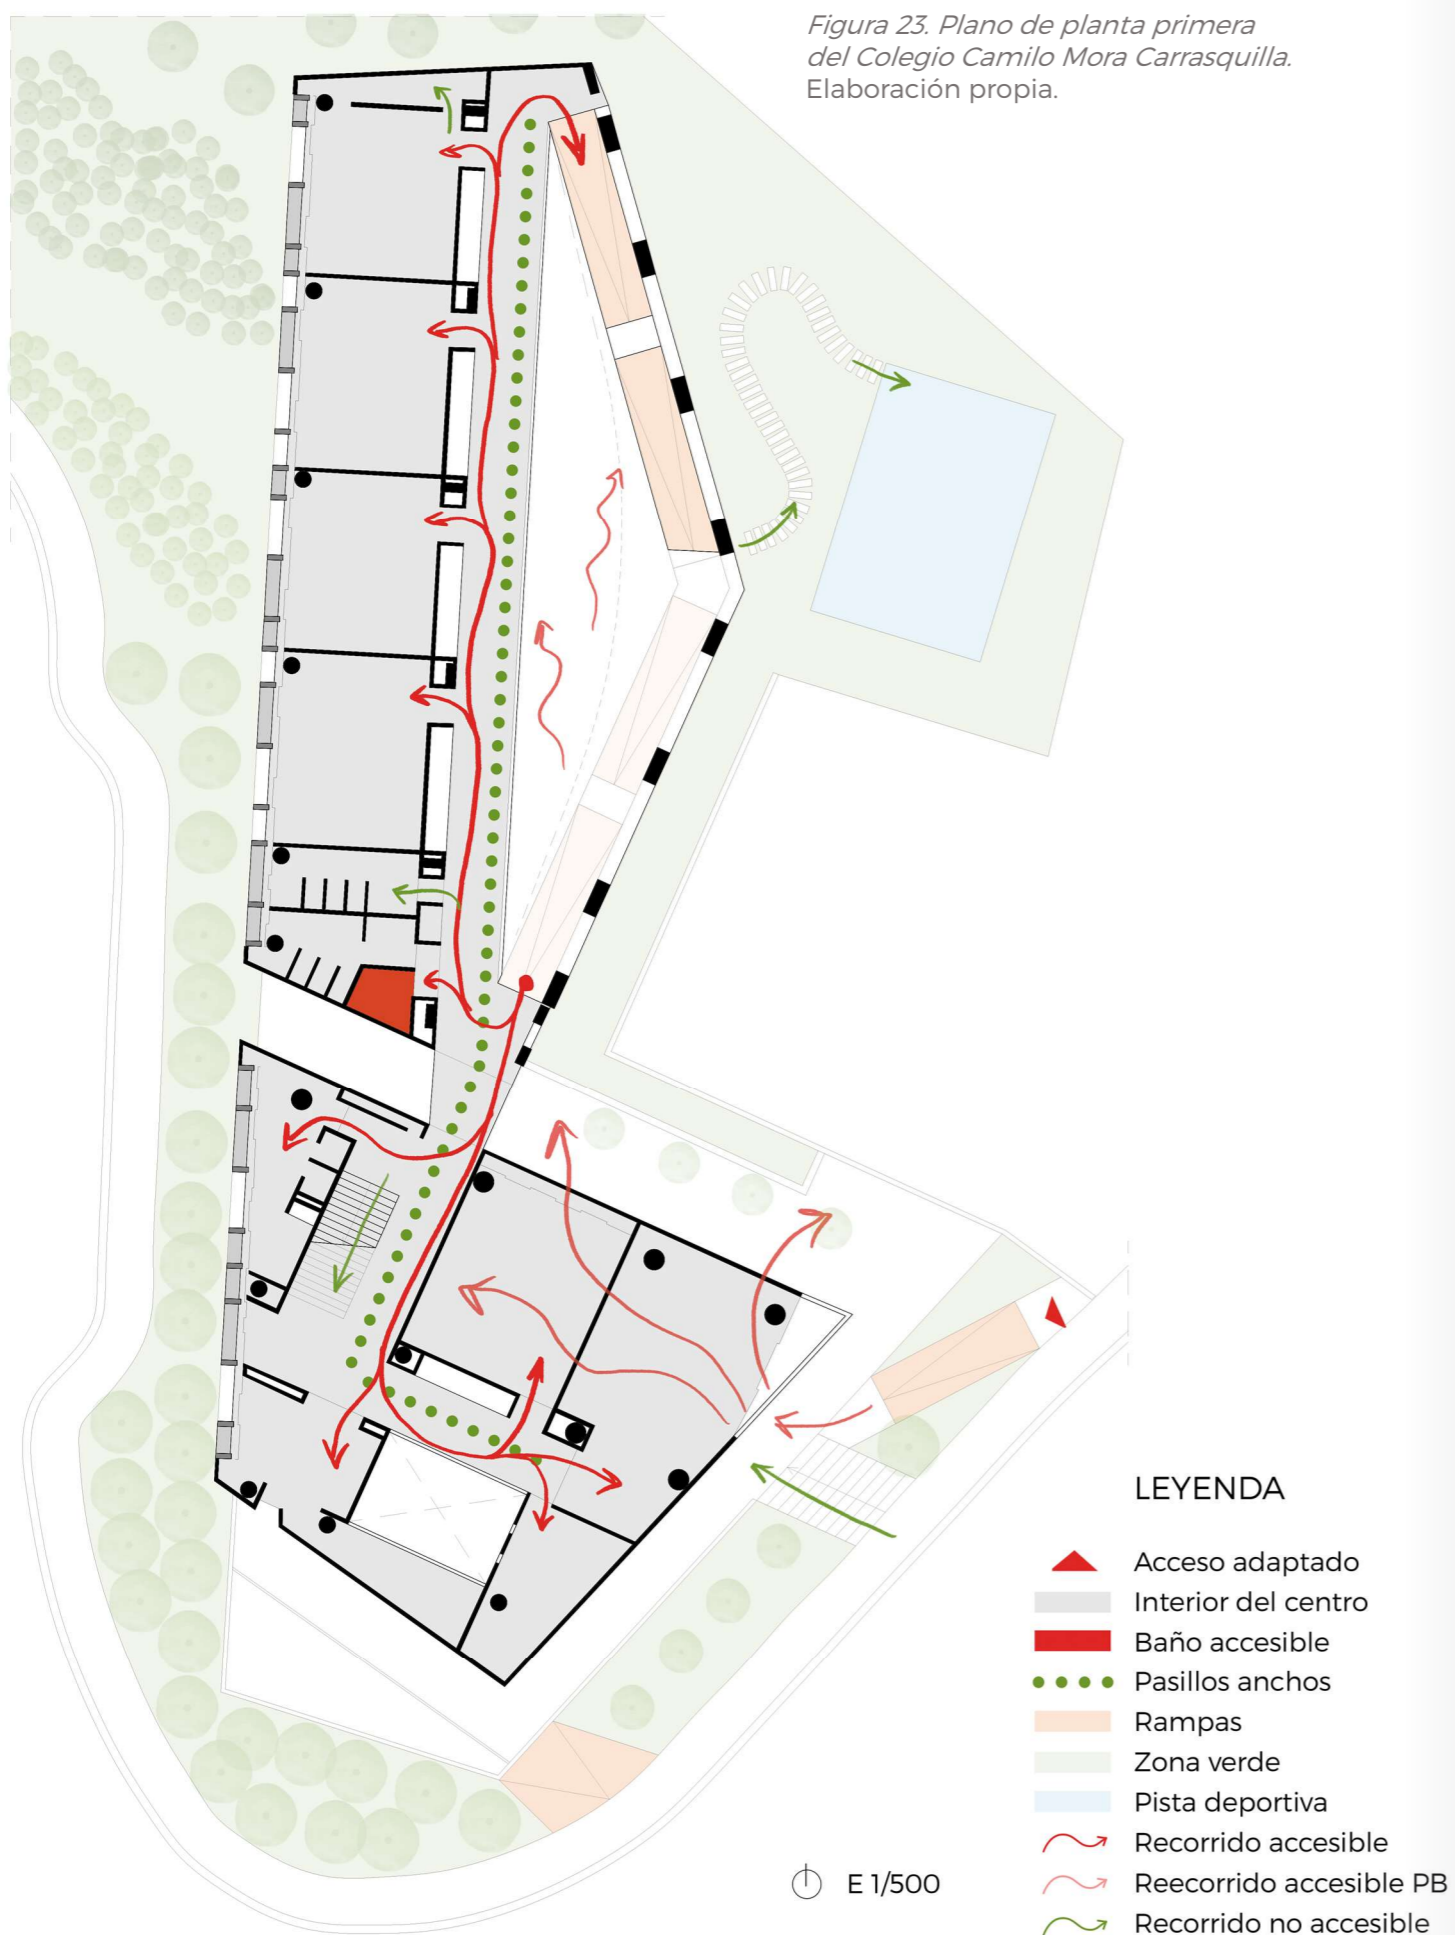 Figura 23. Plano de planta primera
del Colegio Camilo Mora Carrasquilla.
Elaboración propia.
LEYENDA
Acceso adaptado
Interior del centro
Baño accesible
Pasillos anchos
Rampas
Zona verde
Pista deportiva
Recorrido accesible
Reecorrido accesible PB
Recorrido no accesible
E 1/500